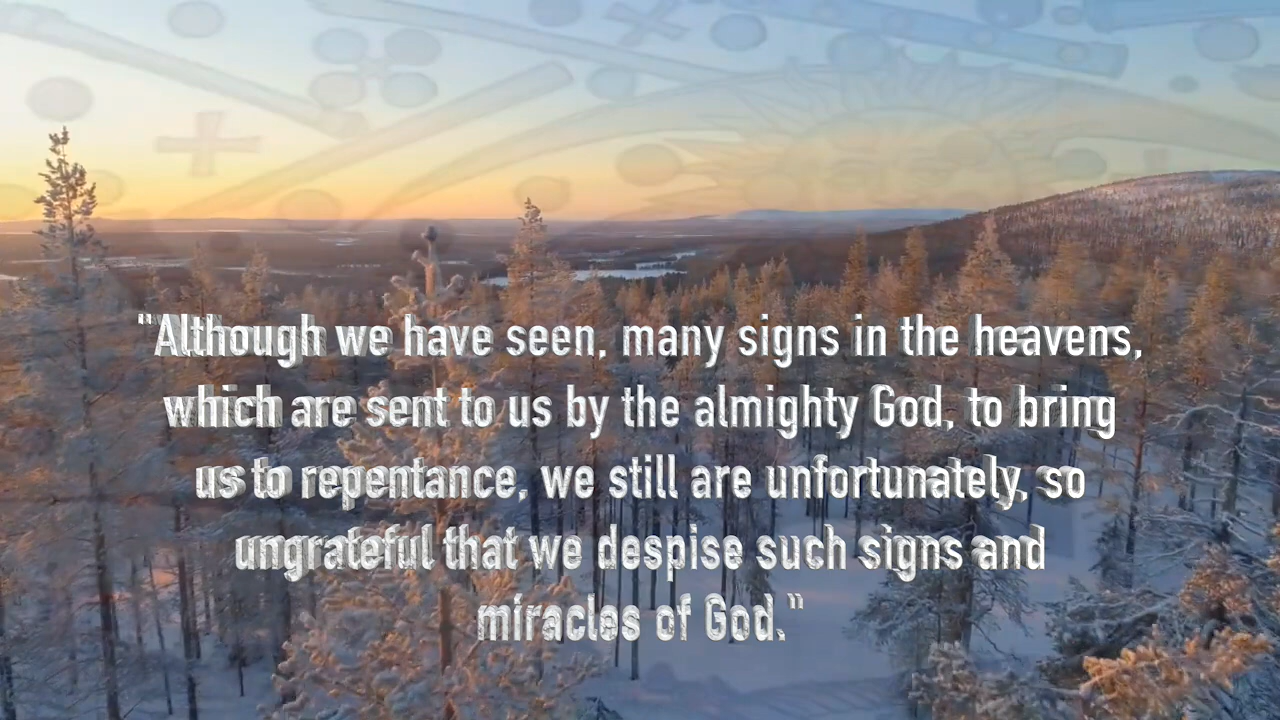 "Although we have seen, many signs in the heavens,
which are sent to us by the almighty God, to bring
us to repentance, we still are unfortunately, so
ungrateful that we despise such signs and
miracles of God."